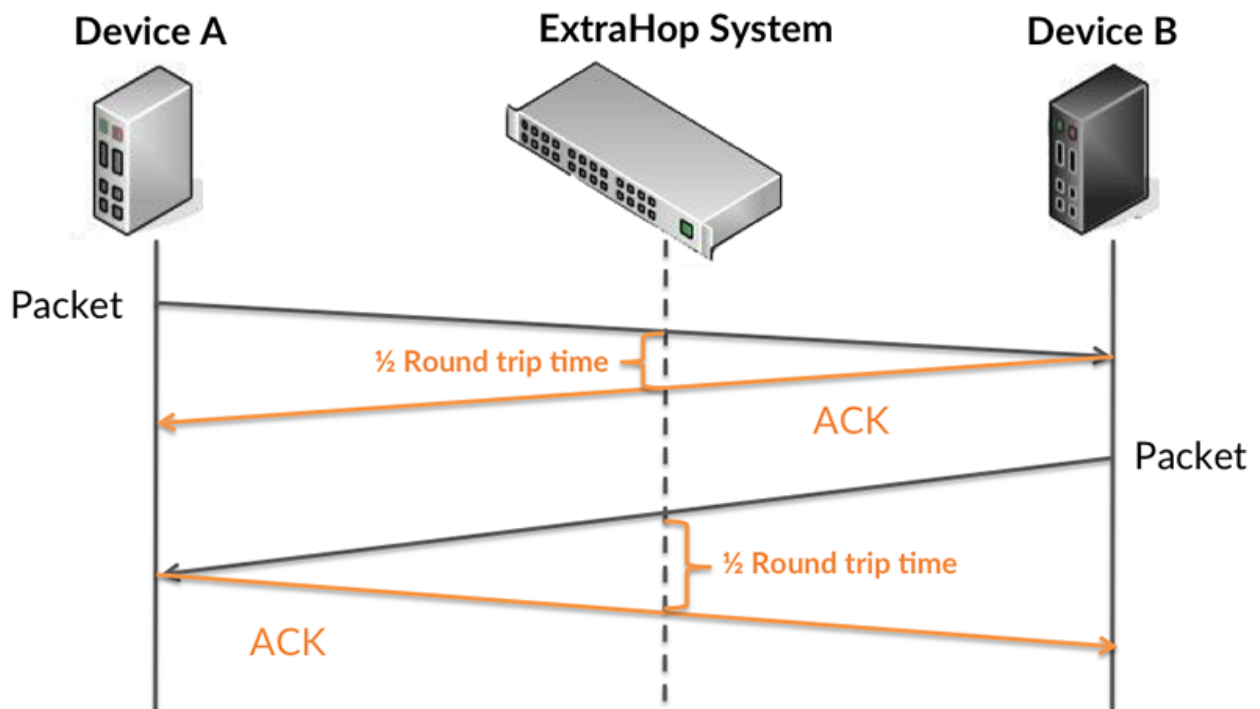 Device A
ExtraHop System
Device B
Packet
½ Round trip time
ACK
Packet
½ Round trip time
ACK